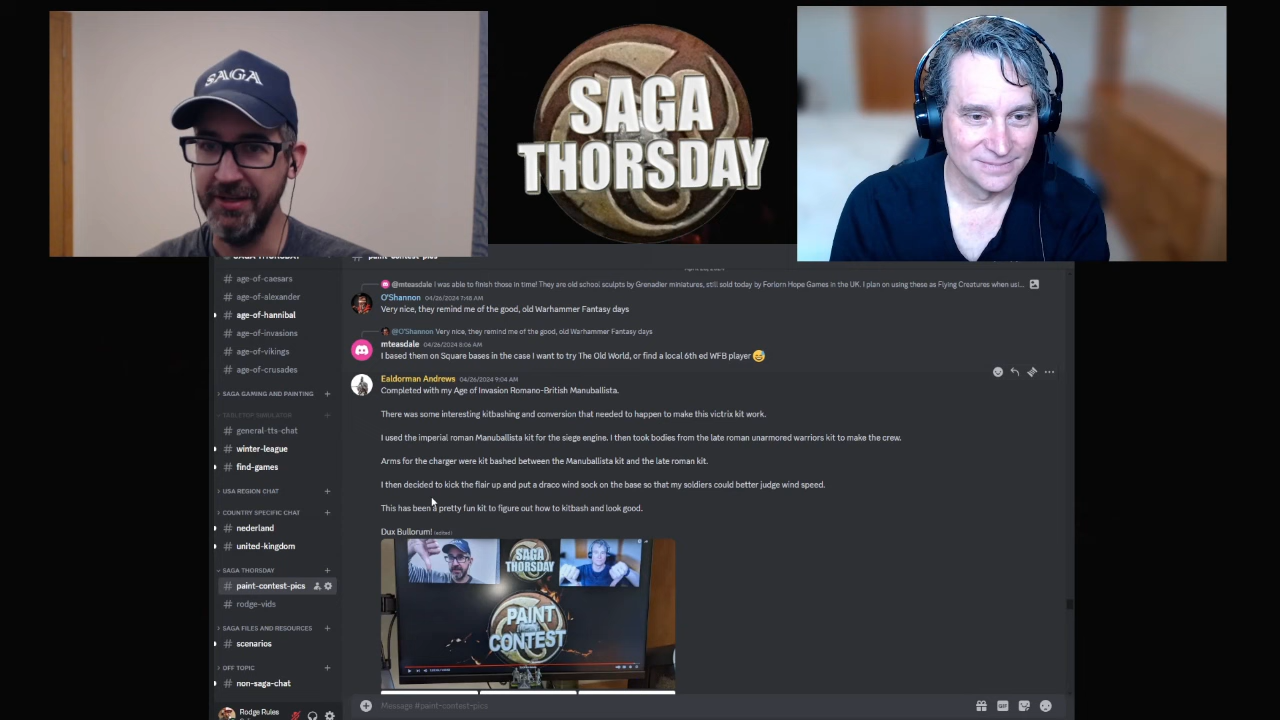 SAGA
SAGA
THORSDAY
SAGA THORSDAY
# age-of-caesars
# age-of-alexander
# age-of-hannibal
# age-of-invasions
# age-of-vikings
# age-of-crusades
SAGA GAMING AND PAINTING +
TABLETOP SIMULATOR +
# general-tts-chat
# winter-league
# find-games
USA REGION CHAT +
COUNTRY SPECIFIC CHAT +
# nederland
# united-kingdom
SAGA THORSDAY +
# paint-contest-pics
# rodge-vids
SAGA FILES AND RESOURCES +
# scenarios
OFF TOPIC +
# non-saga-chat
Rodge Rules
# paint-contest-pics
@mteasdale I was able to finish those in time! They are old school sculpts by Grenadier miniatures, still sold today by Forlorn Hope Games in the UK. I plan on using these as Flying Creatures when usi...
O'Shannon 04/26/2024 7:48 AM
Very nice, they remind me of the good, old Warhammer Fantasy days
@O'Shannon Very nice, they remind me of the good, old Warhammer Fantasy days
mteasdale 04/26/2024 8:06 AM
I based them on Square bases in the case I want to try The Old World, or find a local 6th ed WFB player
Ealdorman Andrews 04/26/2024 9:04 AM
Completed with my Age of Invasion Romano-British Manuballista.
There was some interesting kitbashing and conversion that needed to happen to make this victrix kit work.
I used the imperial roman Manuballista kit for the siege engine. I then took bodies from the late roman unarmored warriors kit to make the crew.
Arms for the charger were kit bashed between the Manuballista kit and the late roman kit.
I then decided to kick the flair up and put a draco wind sock on the base so that my soldiers could better judge wind speed.
This has been a pretty fun kit to figure out how to kitbash and look good.
Dux Bullorum! (edited)
SAGA
THORSDAY
PAINT
CONTEST
Message #paint-contest-pics
GIF